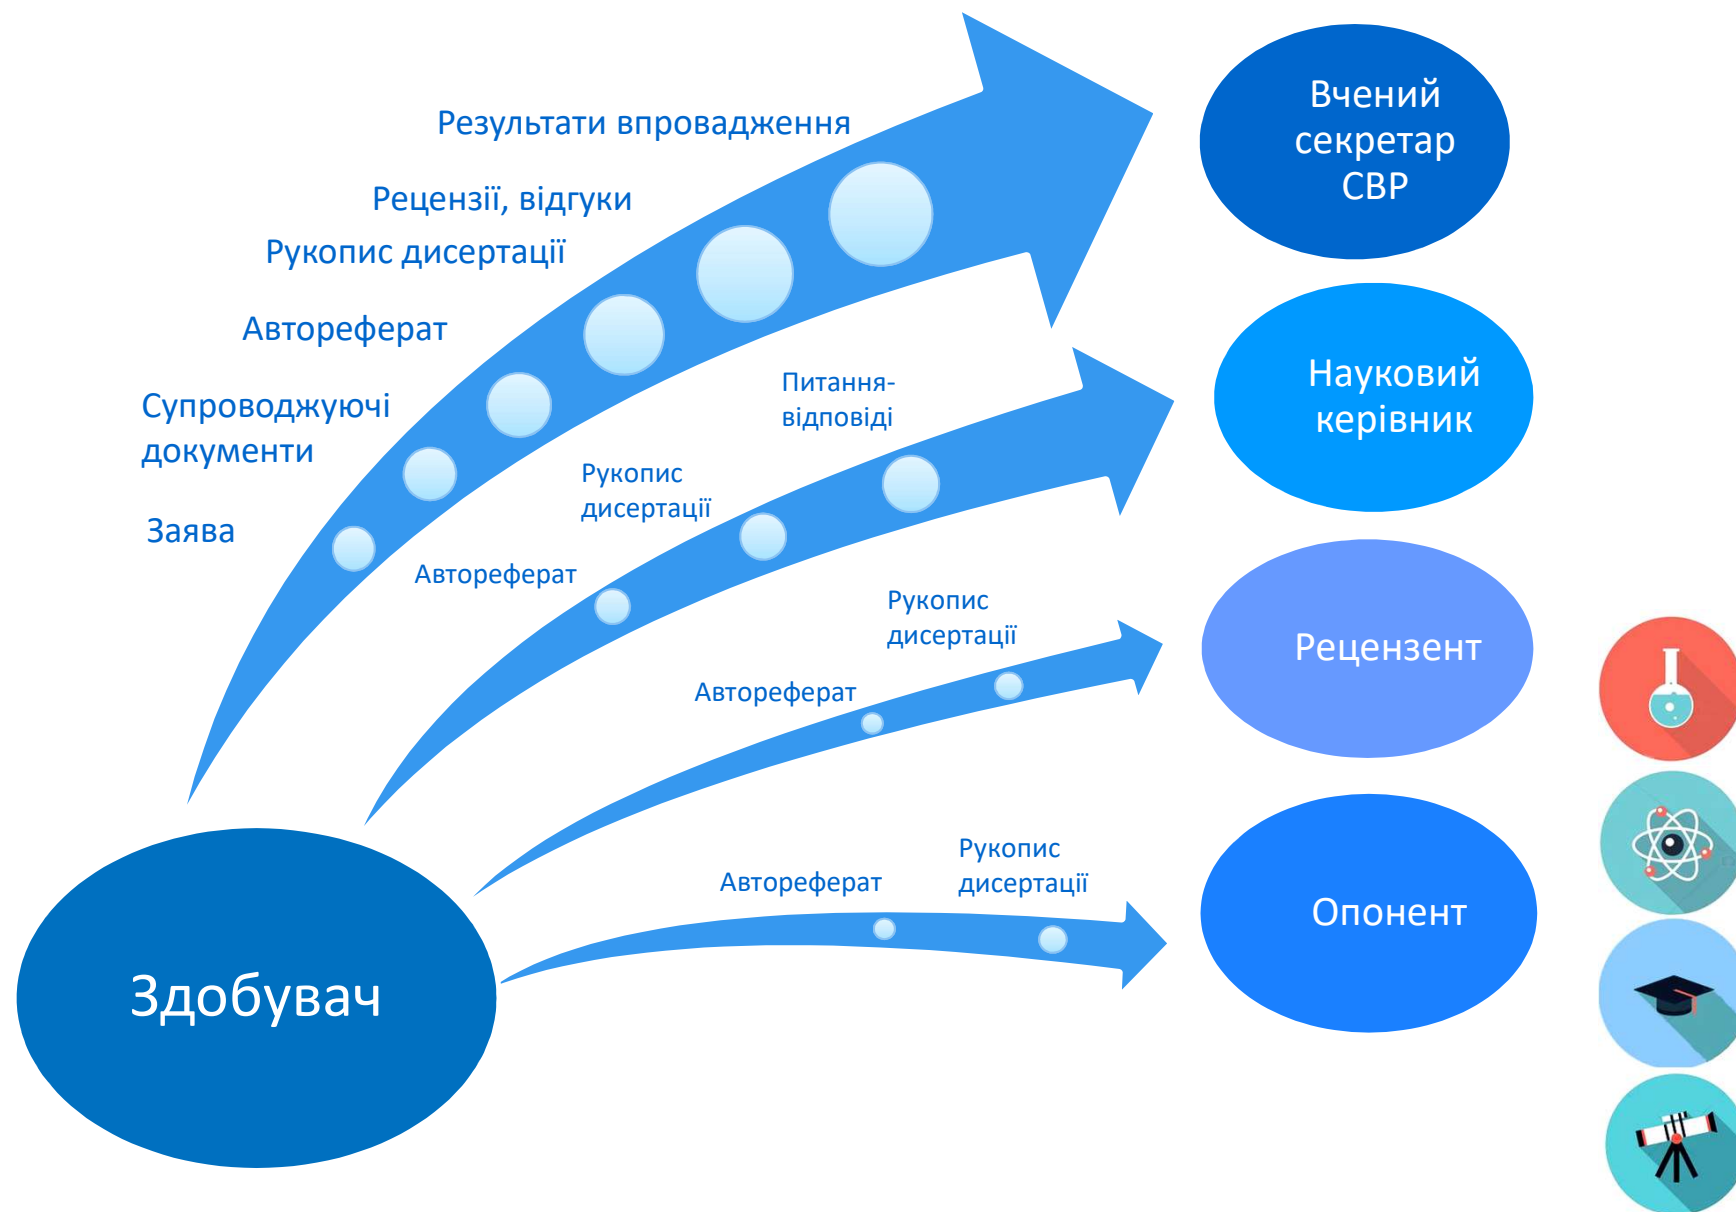 Результати впровадження
Рецензії, відгуки
Рукопис дисертації
Автореферат
Супроводжуючі
документи
Заява
Вчений
секретар
СВР
Питання-
відповіді
Рукопис
дисертації
Автореферат
Науковий
керівник
Рукопис
дисертації
Автореферат
Рецензент
Рукопис
дисертації
Автореферат
Опонент
Здобувач